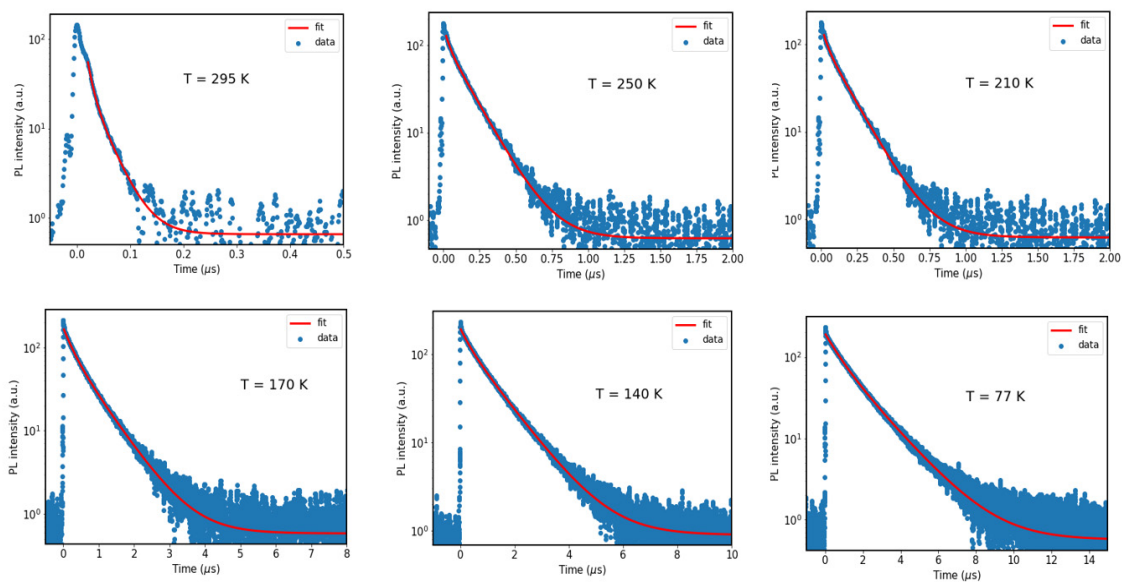 fit
data
T = 295 K
PL intensity (a.u.)
10²
10¹
10⁰
0.0 0.1 0.2 0.3 0.4 0.5
Time (μs)
fit
data
T = 250 K
PL intensity (a.u.)
10²
10¹
10⁰
0.00 0.25 0.50 0.75 1.00 1.25 1.50 1.75 2.00
Time (μs)
fit
data
T = 210 K
PL intensity (a.u.)
10²
10¹
10⁰
0.00 0.25 0.50 0.75 1.00 1.25 1.50 1.75 2.00
Time (μs)
fit
data
T = 170 K
PL intensity (a.u.)
10²
10¹
10⁰
0 1 2 3 4 5 6 7 8
Time (μs)
fit
data
T = 140 K
PL intensity (a.u.)
10²
10¹
10⁰
0 2 4 6 8 10
Time (μs)
fit
data
T = 77 K
PL intensity (a.u.)
10²
10¹
10⁰
0 2 4 6 8 10 12 14
Time (μs)